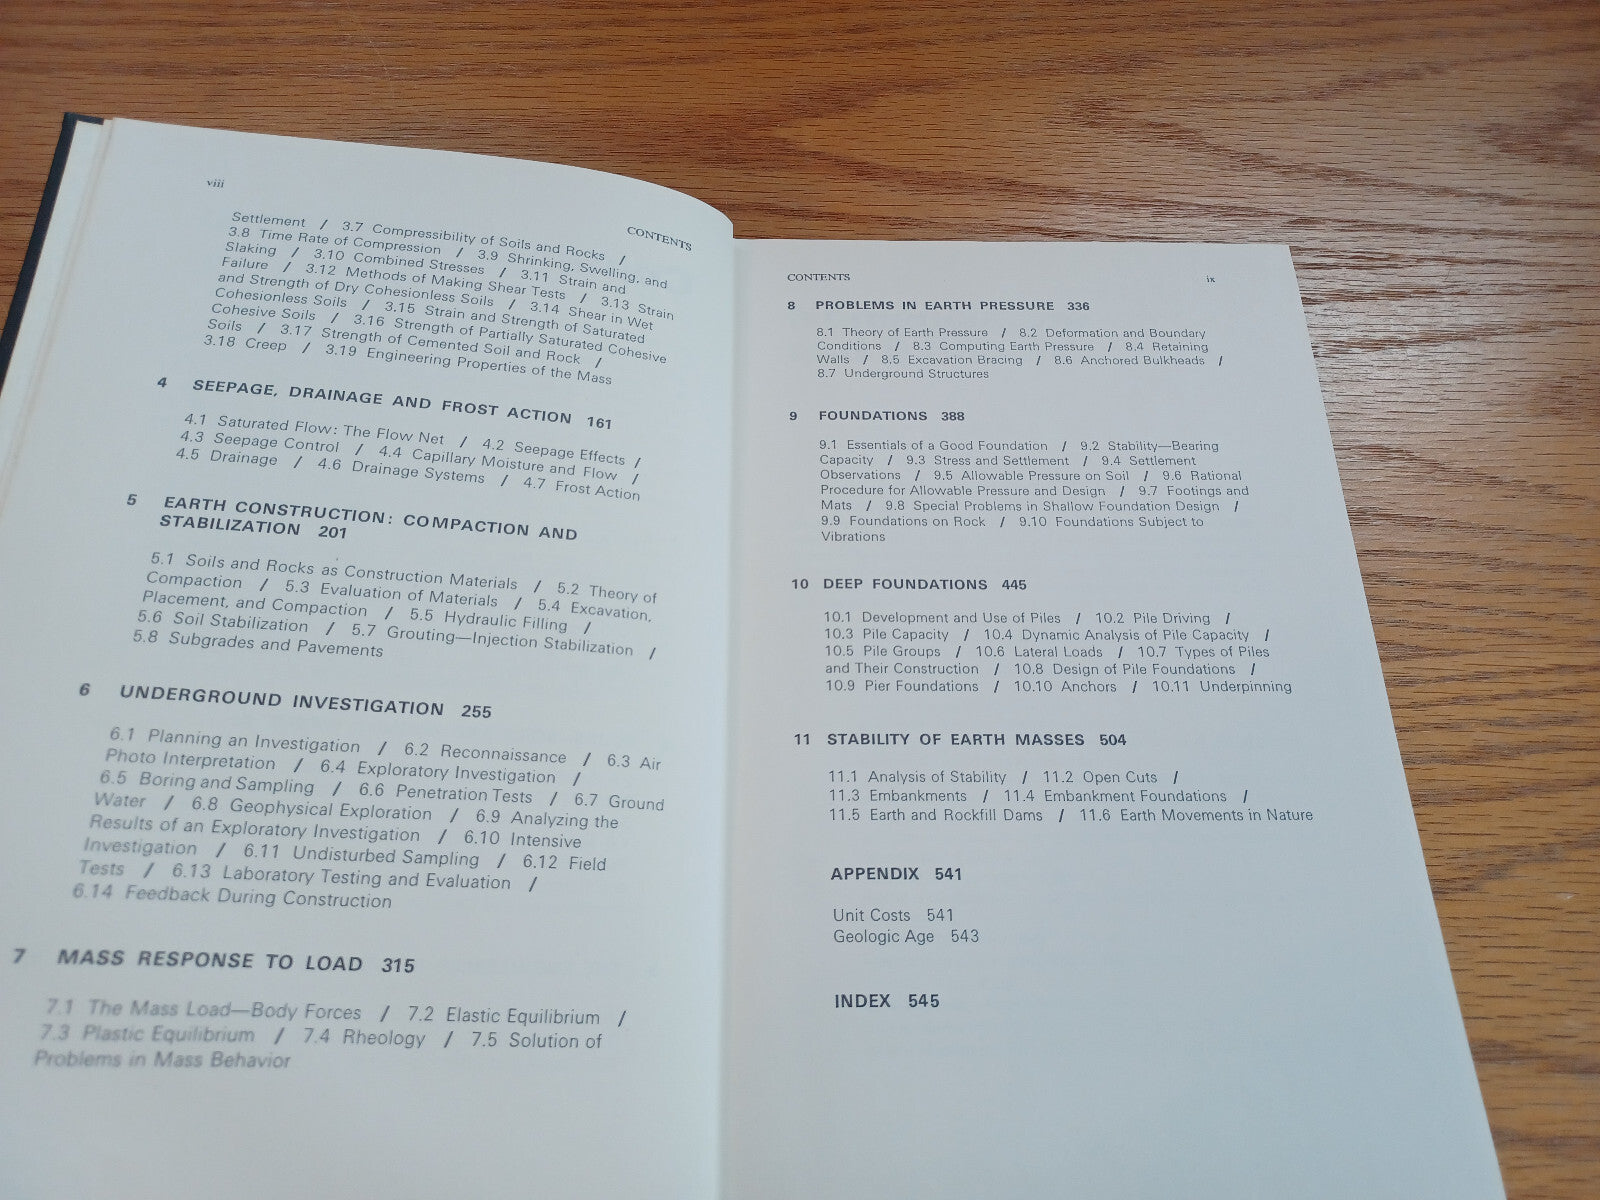 viii
CONTENTS
Settlement / 3.7 Compressibility of Soils and Rocks /
3.8 Time Rate of Compression / 3.9 Shrinking, Swelling, and
Slaking / 3.10 Combined Stresses / 3.11 Strain and
Failure / 3.12 Methods of Making Shear Tests / 3.13 Strain
and Strength of Dry Cohesionless Soils / 3.14 Shear in Wet
Cohesionless Soils / 3.15 Strain and Strength of Saturated
Cohesive Soils / 3.16 Strength of Partially Saturated Cohesive
Soils / 3.17 Strength of Cemented Soil and Rock /
3.18 Creep / 3.19 Engineering Properties of the Mass
4 SEEPAGE, DRAINAGE AND FROST ACTION 161
4.1 Saturated Flow: The Flow Net / 4.2 Seepage Effects /
4.3 Seepage Control / 4.4 Capillary Moisture and Flow /
4.5 Drainage / 4.6 Drainage Systems / 4.7 Frost Action
5 EARTH CONSTRUCTION: COMPACTION AND
STABILIZATION 201
5.1 Soils and Rocks as Construction Materials / 5.2 Theory of
Compaction / 5.3 Evaluation of Materials / 5.4 Excavation,
Placement, and Compaction / 5.5 Hydraulic Filling /
5.6 Soil Stabilization / 5.7 Grouting—Injection Stabilization /
5.8 Subgrades and Pavements
6 UNDERGROUND INVESTIGATION 255
6.1 Planning an Investigation / 6.2 Reconnaissance / 6.3 Air
Photo Interpretation / 6.4 Exploratory Investigation /
6.5 Boring and Sampling / 6.6 Penetration Tests / 6.7 Ground
Water / 6.8 Geophysical Exploration / 6.9 Analyzing the
Results of an Exploratory Investigation / 6.10 Intensive
Investigation / 6.11 Undisturbed Sampling / 6.12 Field
Tests / 6.13 Laboratory Testing and Evaluation /
6.14 Feedback During Construction
7 MASS RESPONSE TO LOAD 315
7.1 The Mass Load—Body Forces / 7.2 Elastic Equilibrium /
7.3 Plastic Equilibrium / 7.4 Rheology / 7.5 Solution of
Problems in Mass Behavior
CONTENTS ix
8 PROBLEMS IN EARTH PRESSURE 336
8.1 Theory of Earth Pressure / 8.2 Deformation and Boundary
Conditions / 8.3 Computing Earth Pressure / 8.4 Retaining
Walls / 8.5 Excavation Bracing / 8.6 Anchored Bulkheads /
8.7 Underground Structures
9 FOUNDATIONS 388
9.1 Essentials of a Good Foundation / 9.2 Stability—Bearing
Capacity / 9.3 Stress and Settlement / 9.4 Settlement
Observations / 9.5 Allowable Pressure on Soil / 9.6 Rational
Procedure for Allowable Pressure and Design / 9.7 Footings and
Mats / 9.8 Special Problems in Shallow Foundation Design /
9.9 Foundations on Rock / 9.10 Foundations Subject to
Vibrations
10 DEEP FOUNDATIONS 445
10.1 Development and Use of Piles / 10.2 Pile Driving /
10.3 Pile Capacity / 10.4 Dynamic Analysis of Pile Capacity /
10.5 Pile Groups / 10.6 Lateral Loads / 10.7 Types of Piles
and Their Construction / 10.8 Design of Pile Foundations /
10.9 Pier Foundations / 10.10 Anchors / 10.11 Underpinning
11 STABILITY OF EARTH MASSES 504
11.1 Analysis of Stability / 11.2 Open Cuts /
11.3 Embankments / 11.4 Embankment Foundations /
11.5 Earth and Rockfill Dams / 11.6 Earth Movements in Nature
APPENDIX 541
Unit Costs 541
Geologic Age 543
INDEX 545